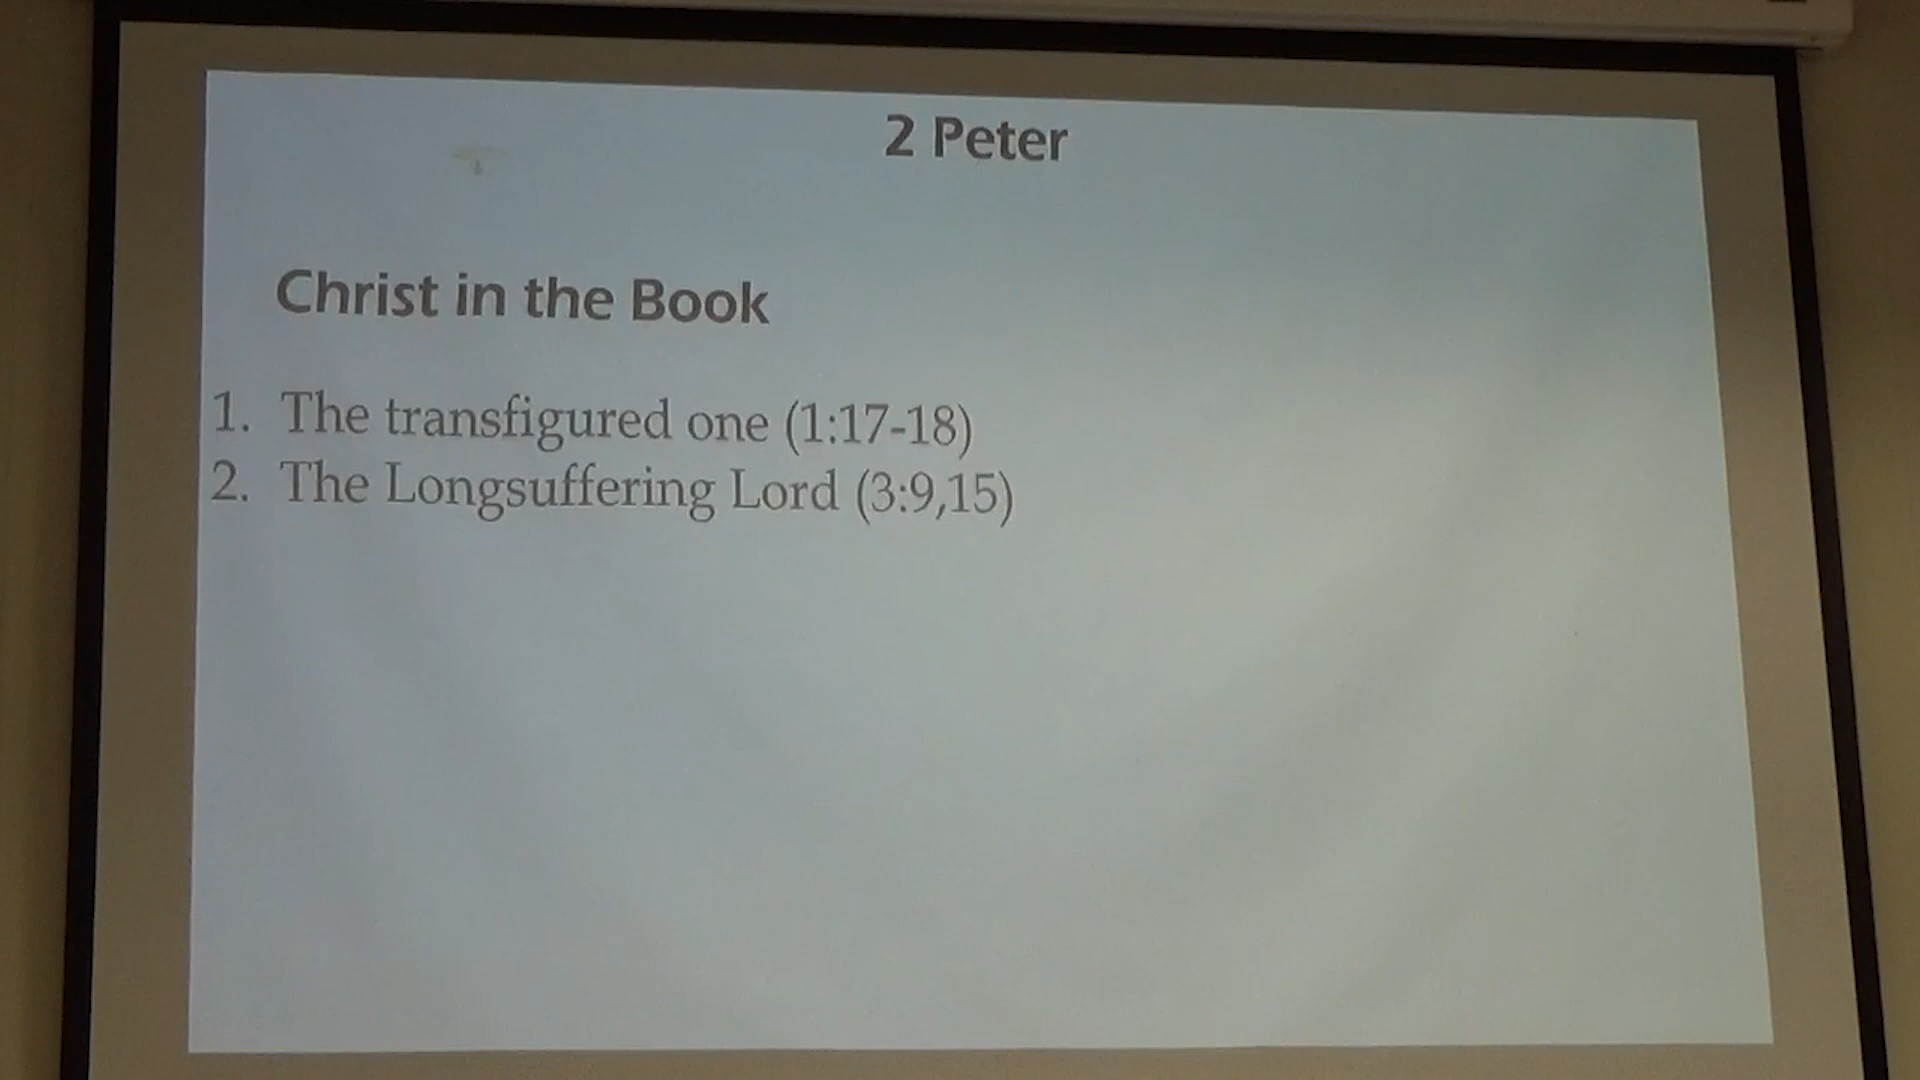 2 Peter
Christ in the Book
1. The transfigured one (1:17-18)
2. The Longsuffering Lord (3:9,15)